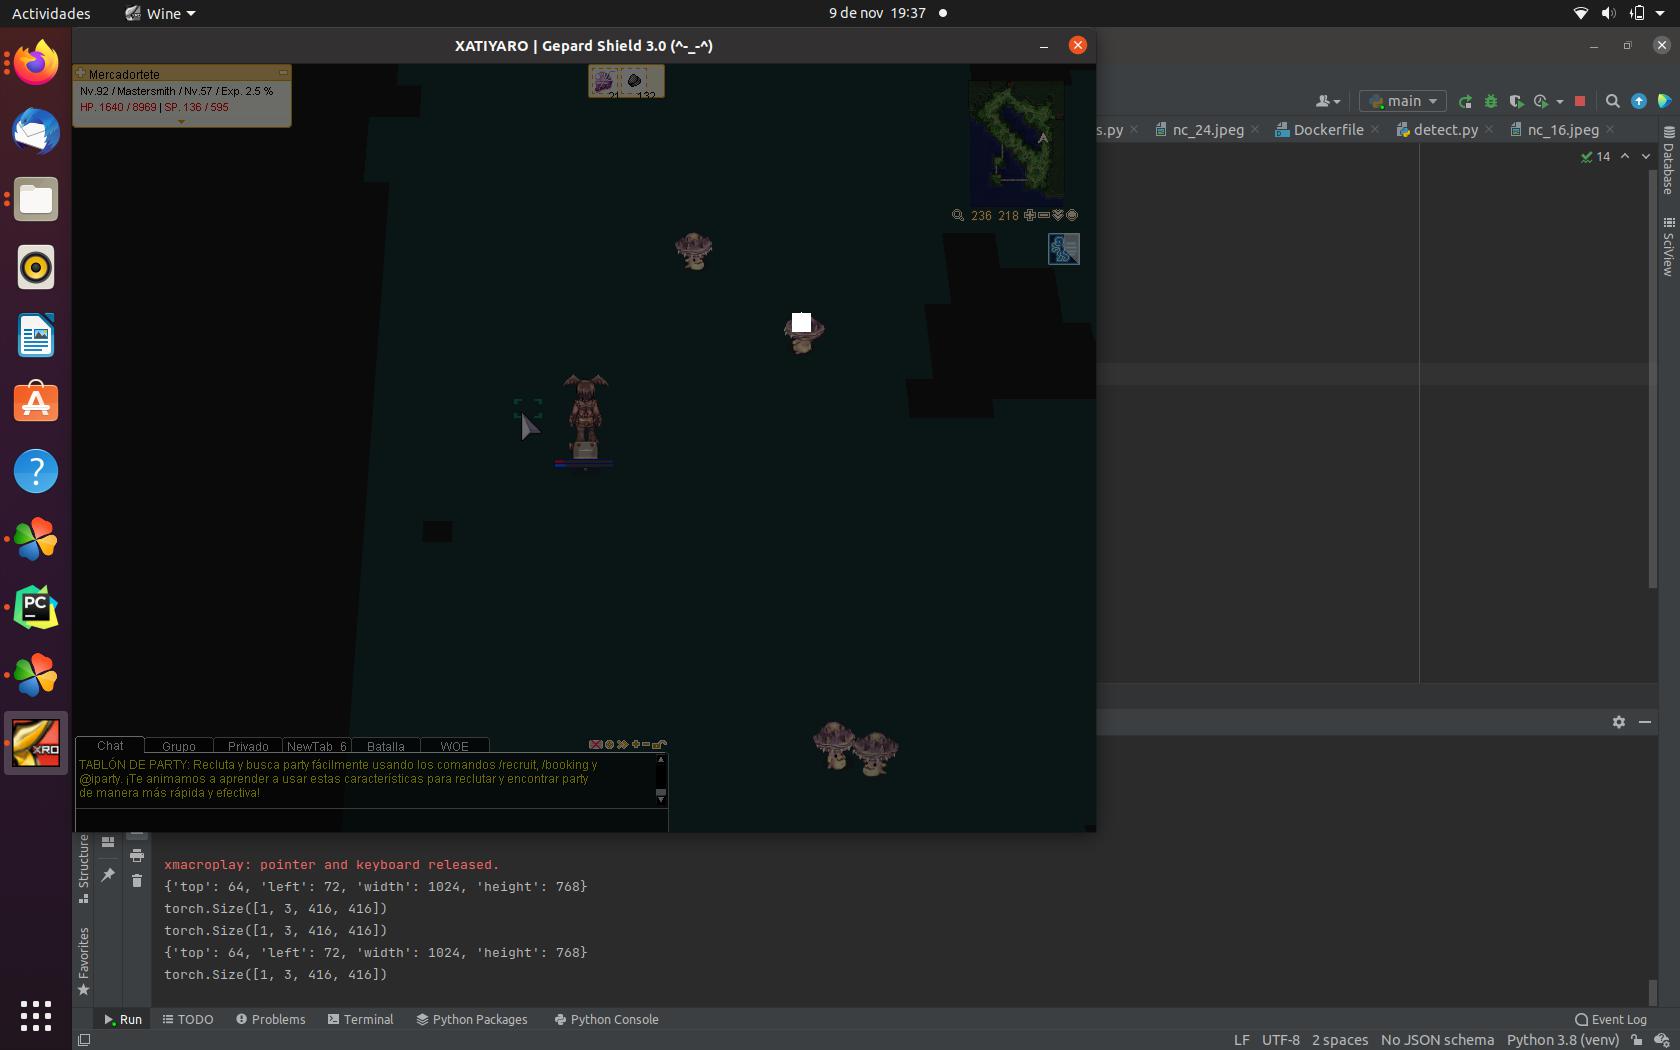 Actividades
Wine
9 de nov 19:37
XATIYARO | Gepard Shield 3.0 (^-_-^)
Mercadortete
Nv.92 / Mastersmith / Nv.57 / Exp. 2.5 %
HP. 1640 / 8969 | SP. 136 / 595
21
132
236 218
main
s.py
nc_24.jpeg
Dockerfile
detect.py
nc_16.jpeg
14
Database
SciView
PC
XRO
Chat
Grupo
Privado
NewTab_6
Batalla
WOE
TABLÓN DE PARTY: Recluta y busca party fácilmente usando los comandos /recruit, /booking y
@iparty. ¡Te animamos a aprender a usar estas características para reclutar y encontrar party
de manera más rápida y efectiva!
Structure
Favorites
xmacroplay: pointer and keyboard released.
{'top': 64, 'left': 72, 'width': 1024, 'height': 768}
torch.Size([1, 3, 416, 416])
torch.Size([1, 3, 416, 416])
{'top': 64, 'left': 72, 'width': 1024, 'height': 768}
torch.Size([1, 3, 416, 416])
Run
TODO
Problems
Terminal
Python Packages
Python Console
Event Log
LF UTF-8 2 spaces No JSON schema Python 3.8 (venv)